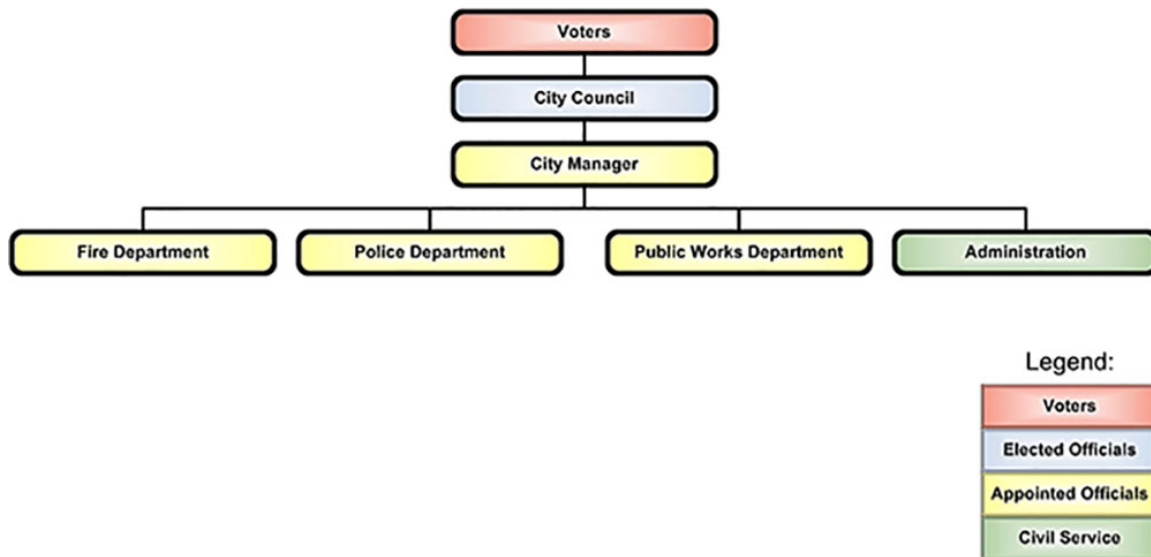 Voters
City Council
City Manager
Fire Department
Police Department
Public Works Department
Administration
Legend:
Voters
Elected Officials
Appointed Officials
Civil Service